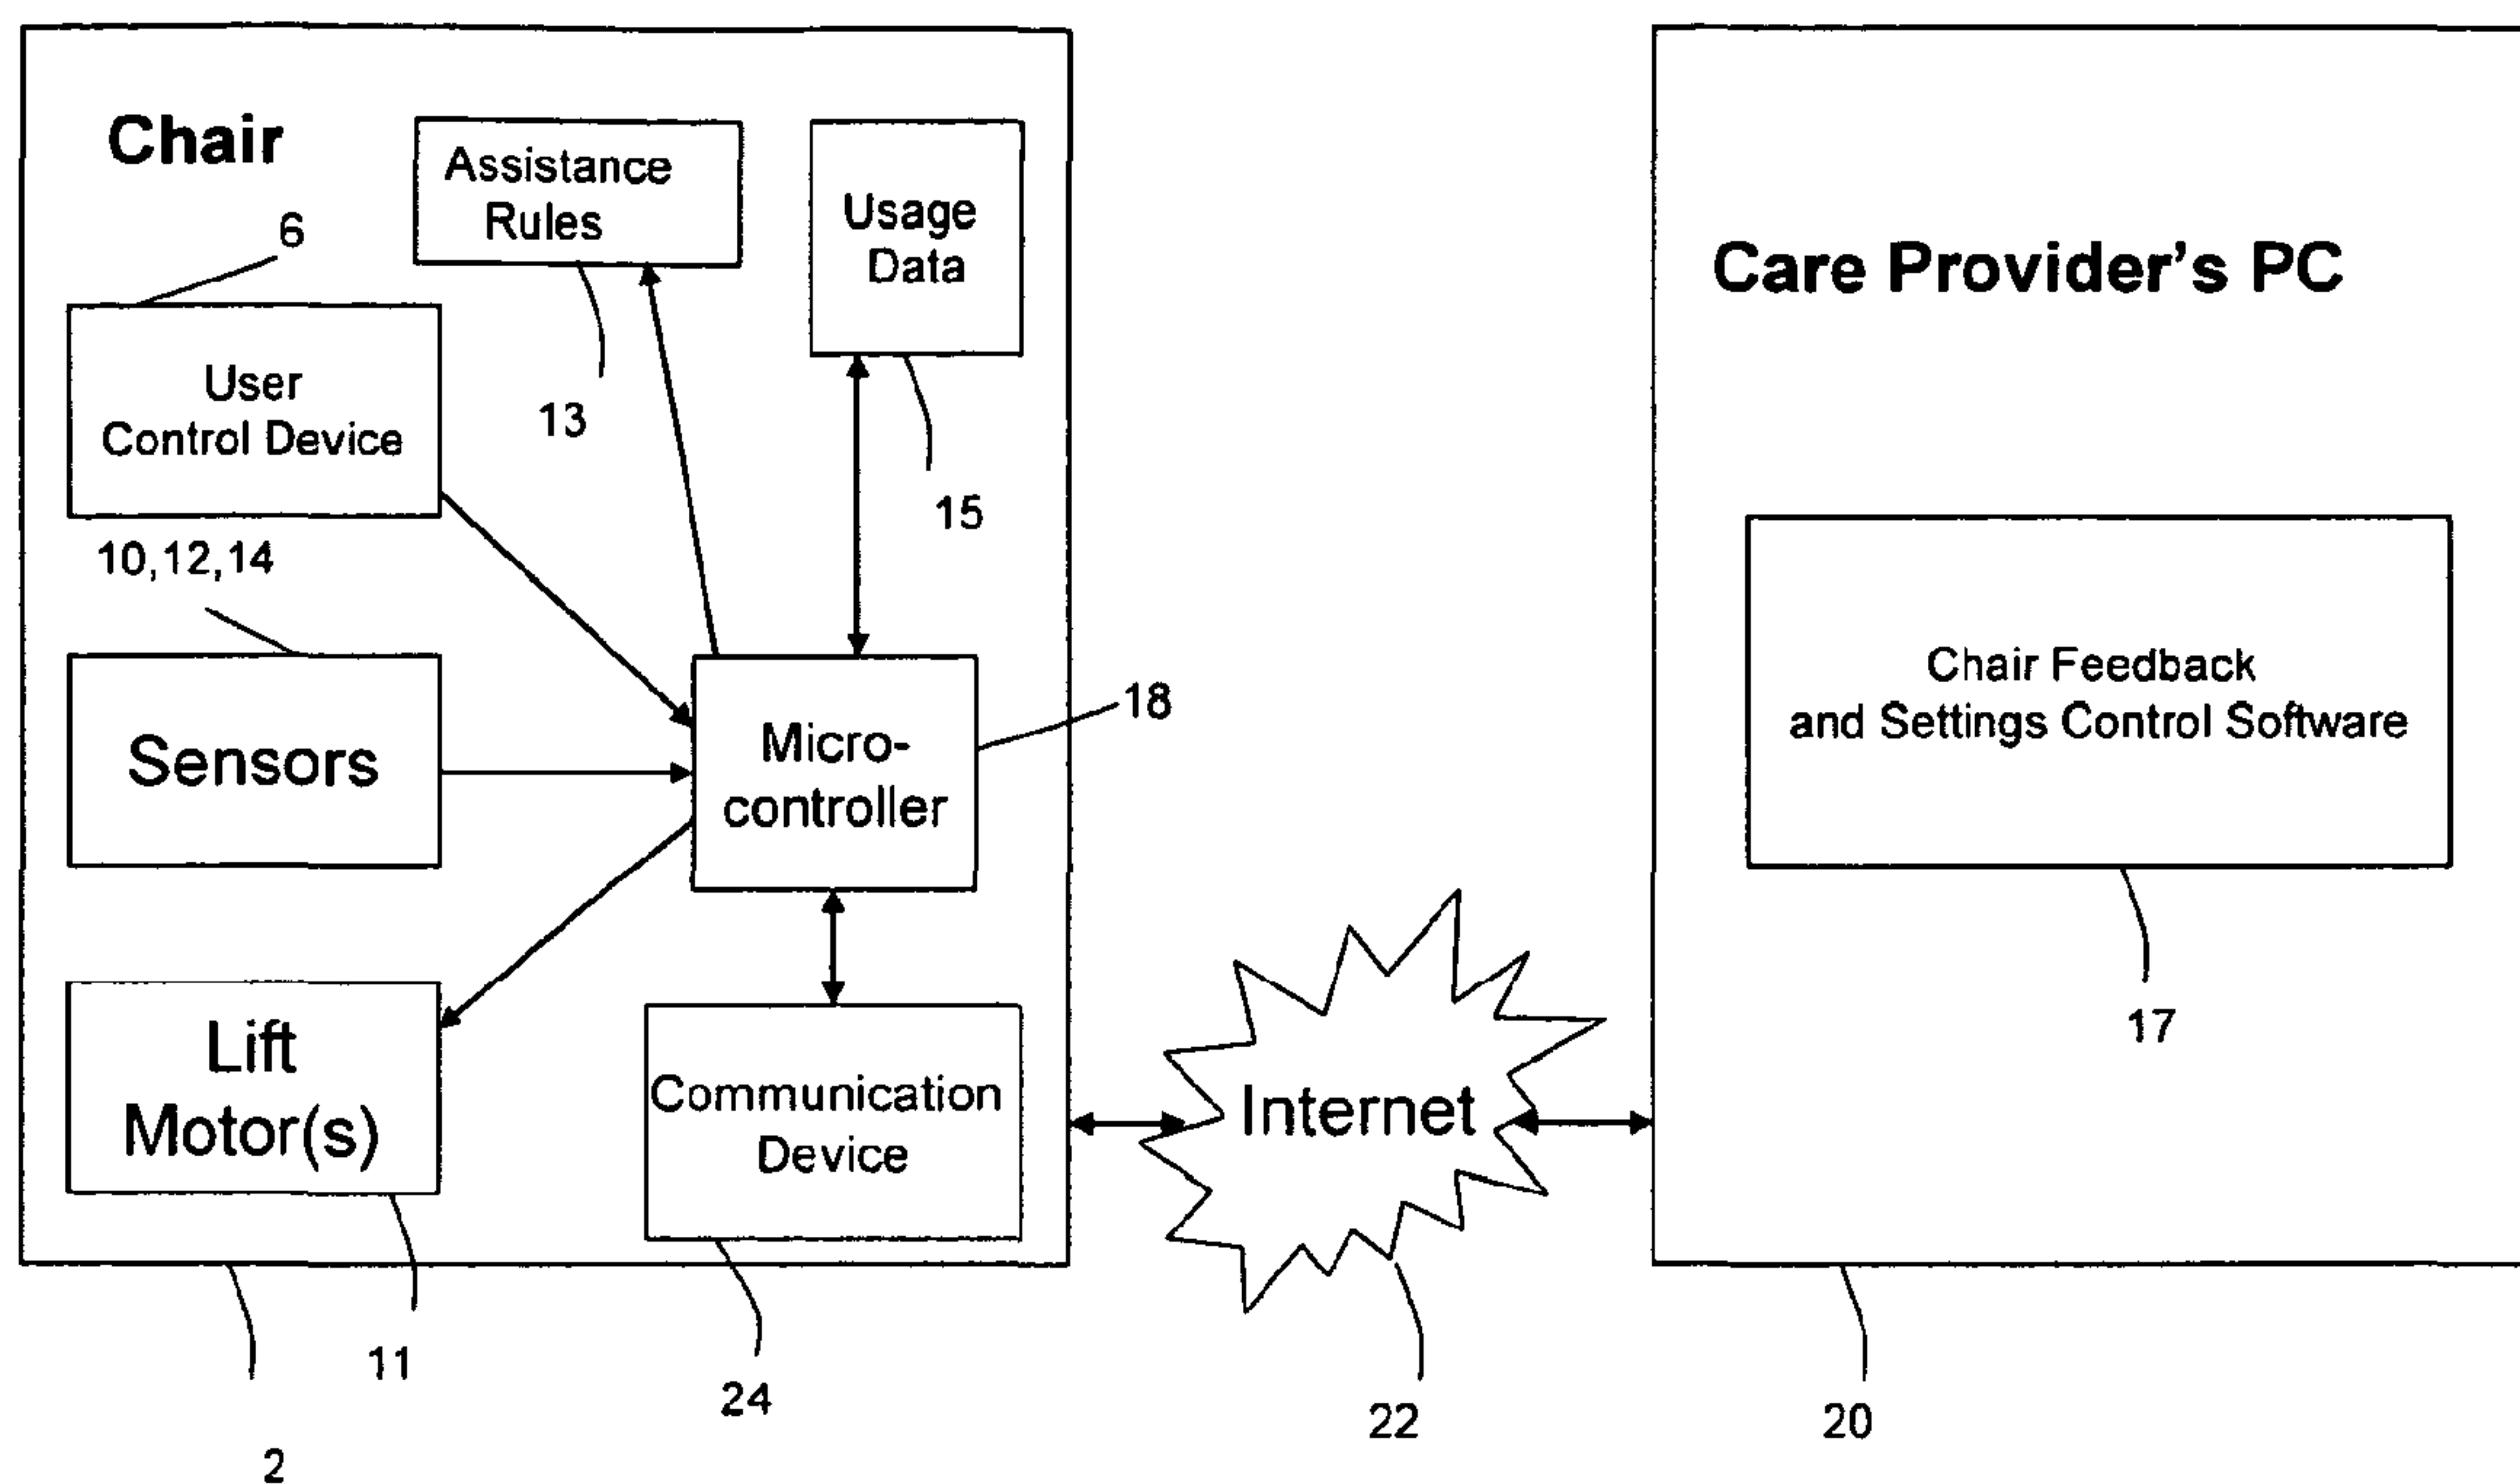 Chair
Assistance
Rules
Usage
Data
6
User
Control Device
13
15
10,12,14
Sensors
Micro-
controller
18
Lift
Motor(s)
Communication
Device
11
24
2
Internet
22
Care Provider's PC
Chair Feedback
and Settings Control Software
17
20